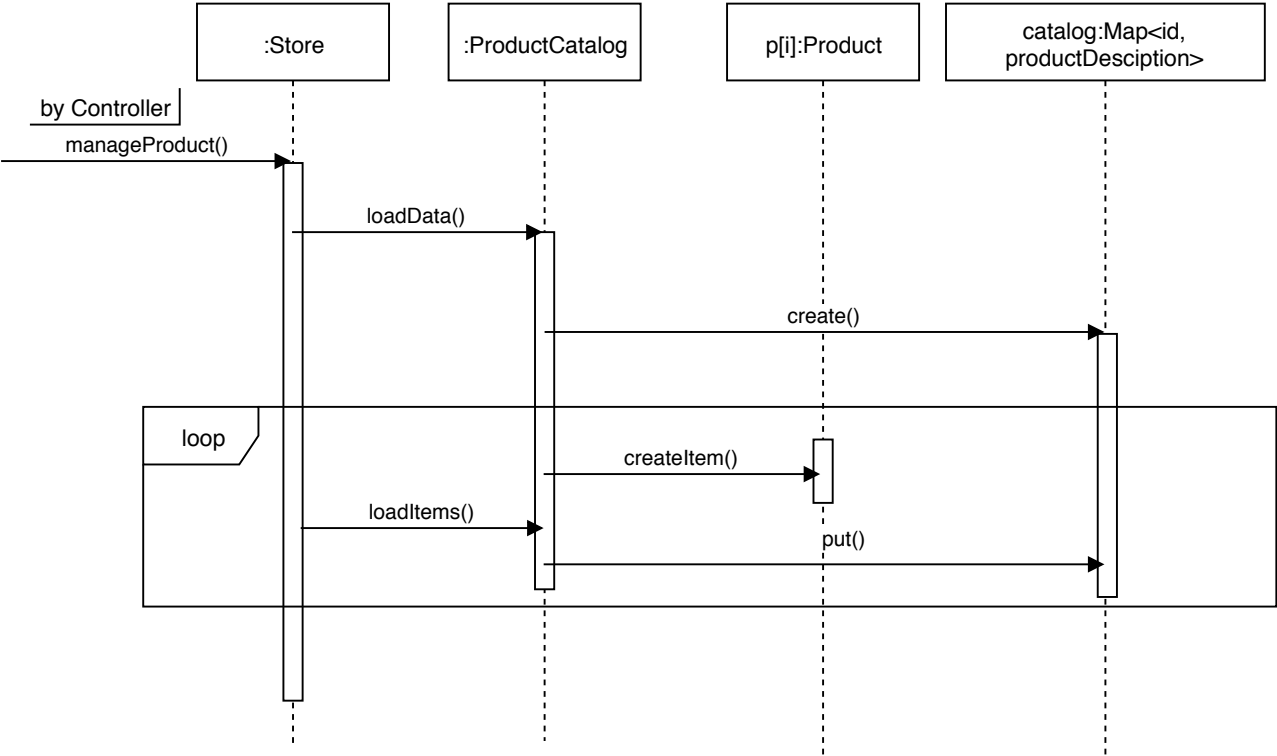 :Store
:ProductCatalog
p[i]:Product
catalog:Map<id,
productDesciption>
by Controller
manageProduct()
loadData()
create()
loop
createItem()
loadItems()
put()